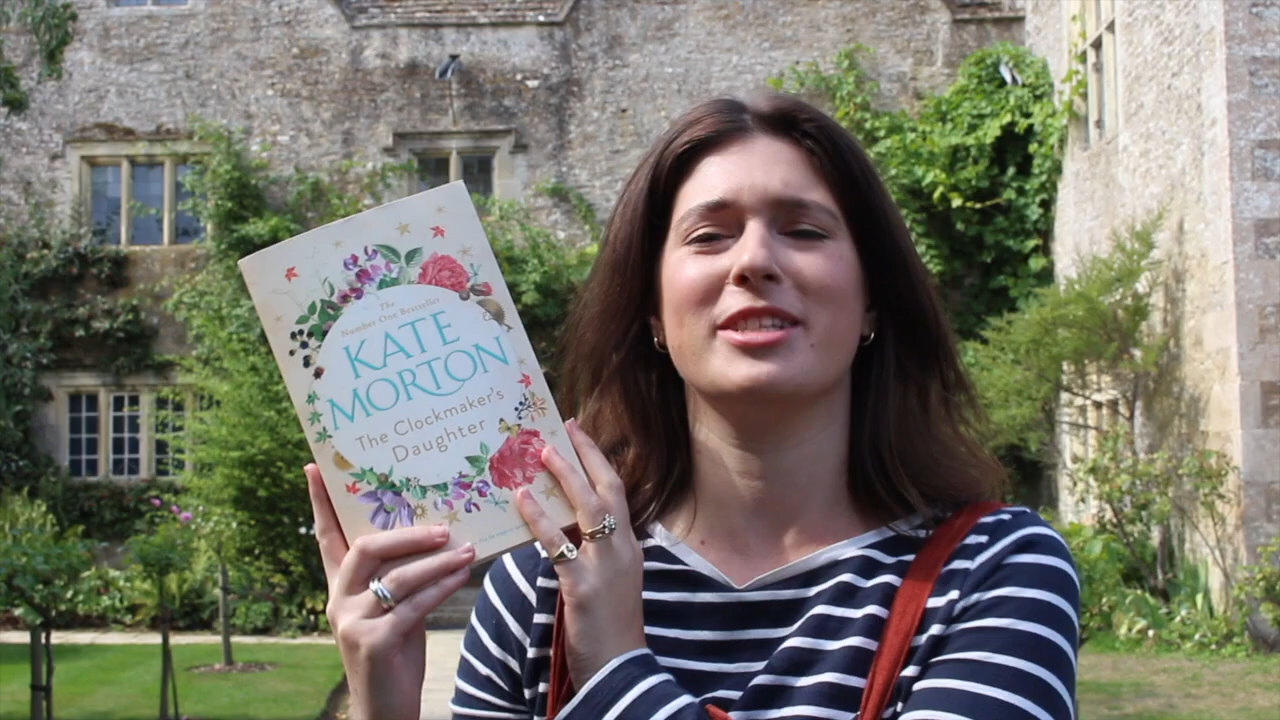 The
Number One Bestseller
KATE
MORTON
The Clockmaker's
Daughter